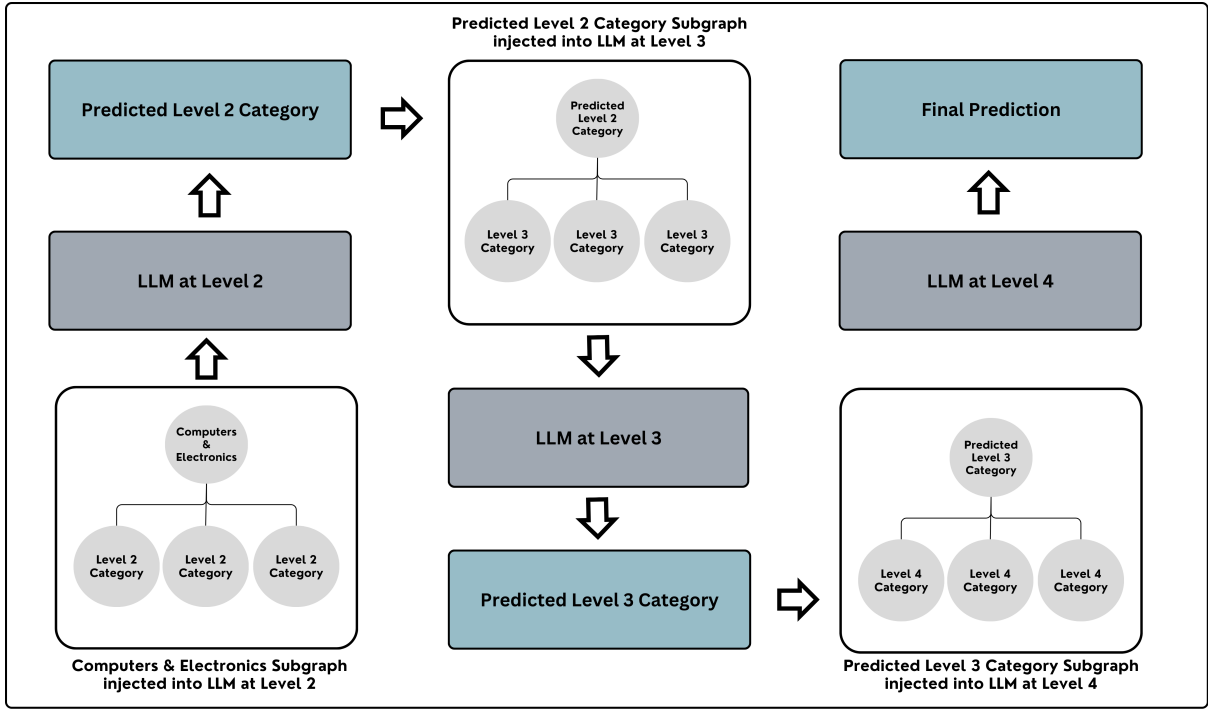 Predicted Level 2 Category
LLM at Level 2
Computers
&
Electronics
Level 2
Category
Level 2
Category
Level 2
Category
Computers & Electronics Subgraph
injected into LLM at Level 2
Predicted Level 2 Category Subgraph
injected into LLM at Level 3
Predicted
Level 2
Category
Level 3
Category
Level 3
Category
Level 3
Category
LLM at Level 3
Predicted Level 3 Category
Final Prediction
LLM at Level 4
Predicted
Level 3
Category
Level 4
Category
Level 4
Category
Level 4
Category
Predicted Level 3 Category Subgraph
injected into LLM at Level 4